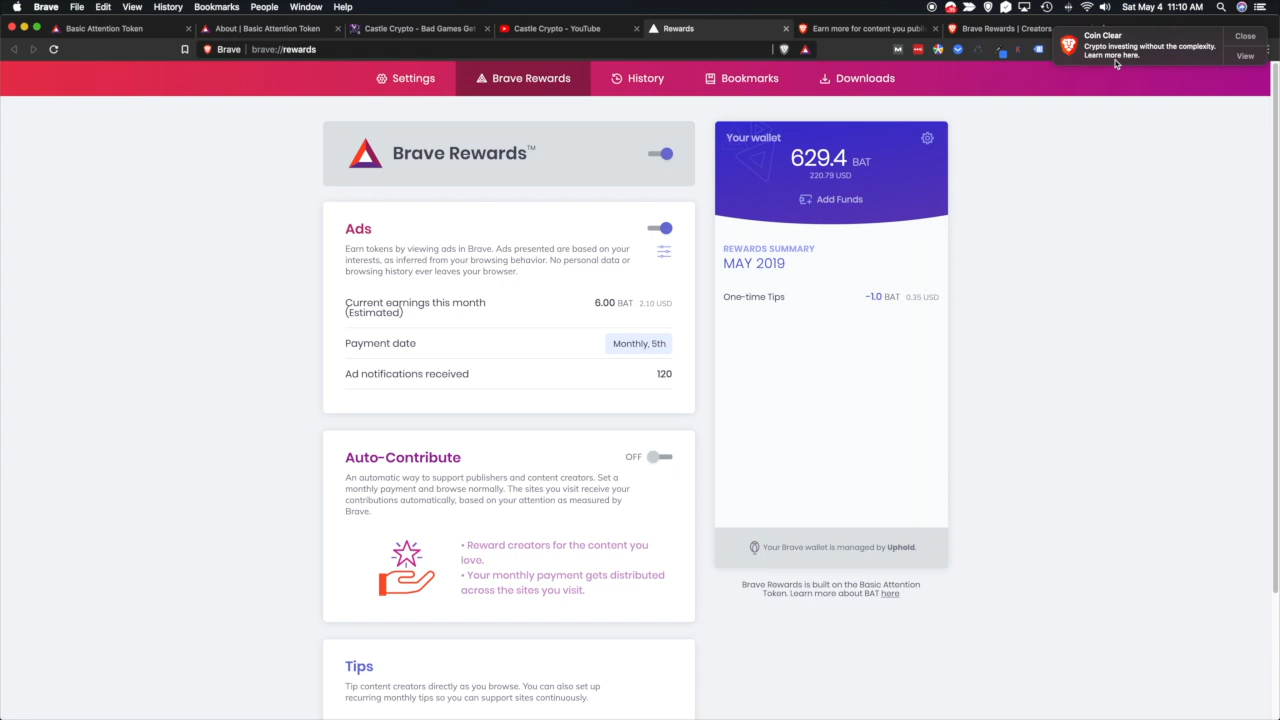 Brave File Edit View History Bookmarks People Window Help
Sat May 4 11:10 AM
Basic Attention Token
About | Basic Attention Token
Castle Crypto - Bad Games Get
Castle Crypto - YouTube
Rewards
Earn more for content you publ
Brave Rewards | Creators
Brave | brave://rewards
Coin Clear
Crypto investing without the complexity.
Learn more here.
Close
View
Settings
Brave Rewards
History
Bookmarks
Downloads
Brave Rewards™
Ads
Earn tokens by viewing ads in Brave. Ads presented are based on your
interests, as inferred from your browsing behavior. No personal data or
browsing history ever leaves your browser.
Current earnings this month
(Estimated)
6.00 BAT 2.10 USD
Payment date
Monthly, 5th
Ad notifications received
120
Auto-Contribute
OFF
An automatic way to support publishers and content creators. Set a
monthly payment and browse normally. The sites you visit receive your
contributions automatically, based on your attention as measured by
Brave.
• Reward creators for the content you
love.
• Your monthly payment gets distributed
across the sites you visit.
Tips
Tip content creators directly as you browse. You can also set up
recurring monthly tips so you can support sites continuously.
Your wallet
629.4 BAT
220.79 USD
Add Funds
REWARDS SUMMARY
MAY 2019
One-time Tips
-1.0 BAT 0.35 USD
Your Brave wallet is managed by Uphold.
Brave Rewards is built on the Basic Attention
Token. Learn more about BAT here